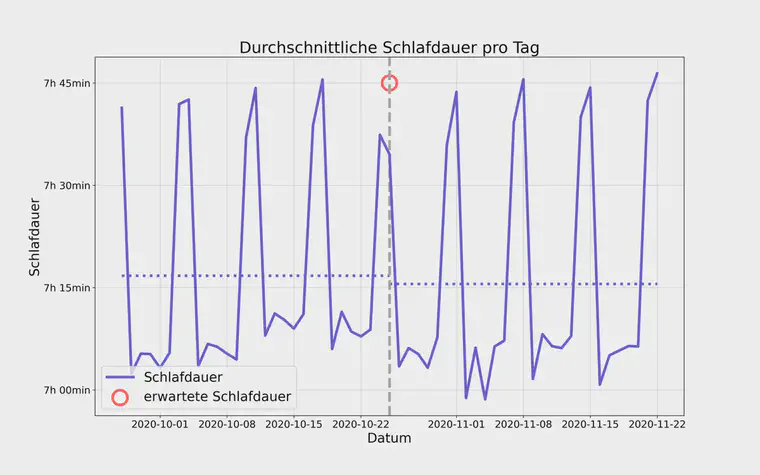 Durchschnittliche Schlafdauer pro Tag
7h 45min
7h 30min
7h 15min
7h 00min
Schlafdauer
Schlafdauer
erwartete Schlafdauer
2020-10-01 2020-10-08 2020-10-15 2020-10-22 2020-11-01 2020-11-08 2020-11-15 2020-11-22
Datum